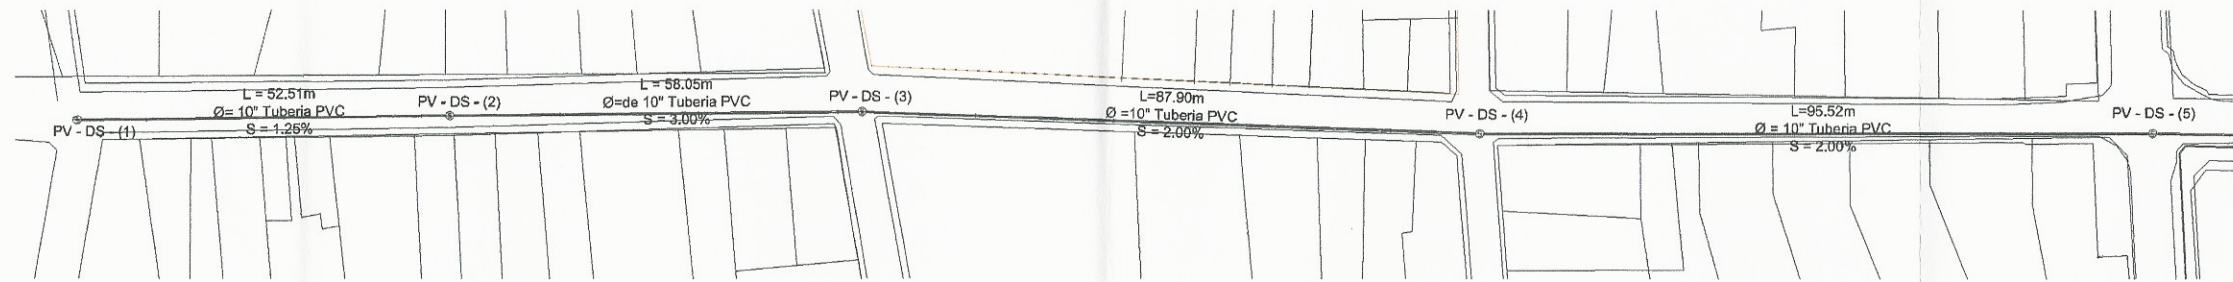 PV - DS - (1)
L = 52.51m
Ø= 10" Tuberia PVC
S = 1.25%
PV - DS - (2)
L = 58.05m
Ø=de 10" Tuberia PVC
S = 3.00%
PV - DS - (3)
L=87.90m
Ø =10" Tuberia PVC
S = 2.00%
PV - DS - (4)
L=95.52m
Ø = 10" Tuberia PVC
S = 2.00%
PV - DS - (5)